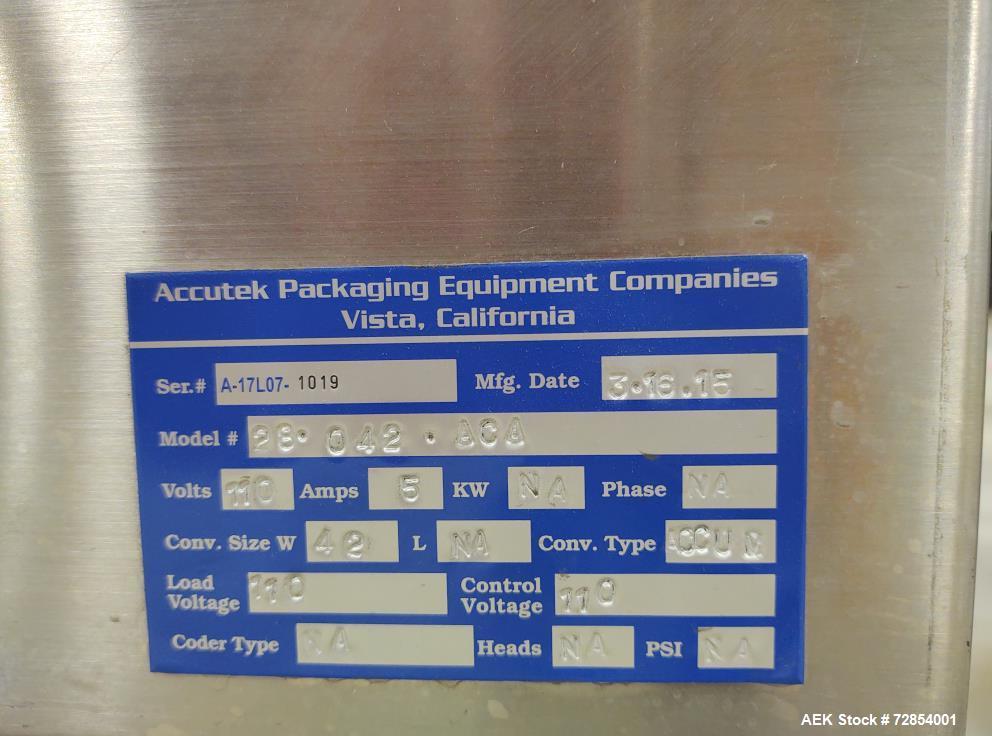 Accutek Packaging Equipment Companies
Vista, California
Ser.# A-17L07- 1019 Mfg. Date 3.16.15
Model # 28. 042 . ACA
Volts 110 Amps 5 KW NA Phase NA
Conv. Size W 42 L NA Conv. Type
Load Voltage 110 Control Voltage 110
Coder Type NA Heads NA PSI NA
AEK Stock # 72854001